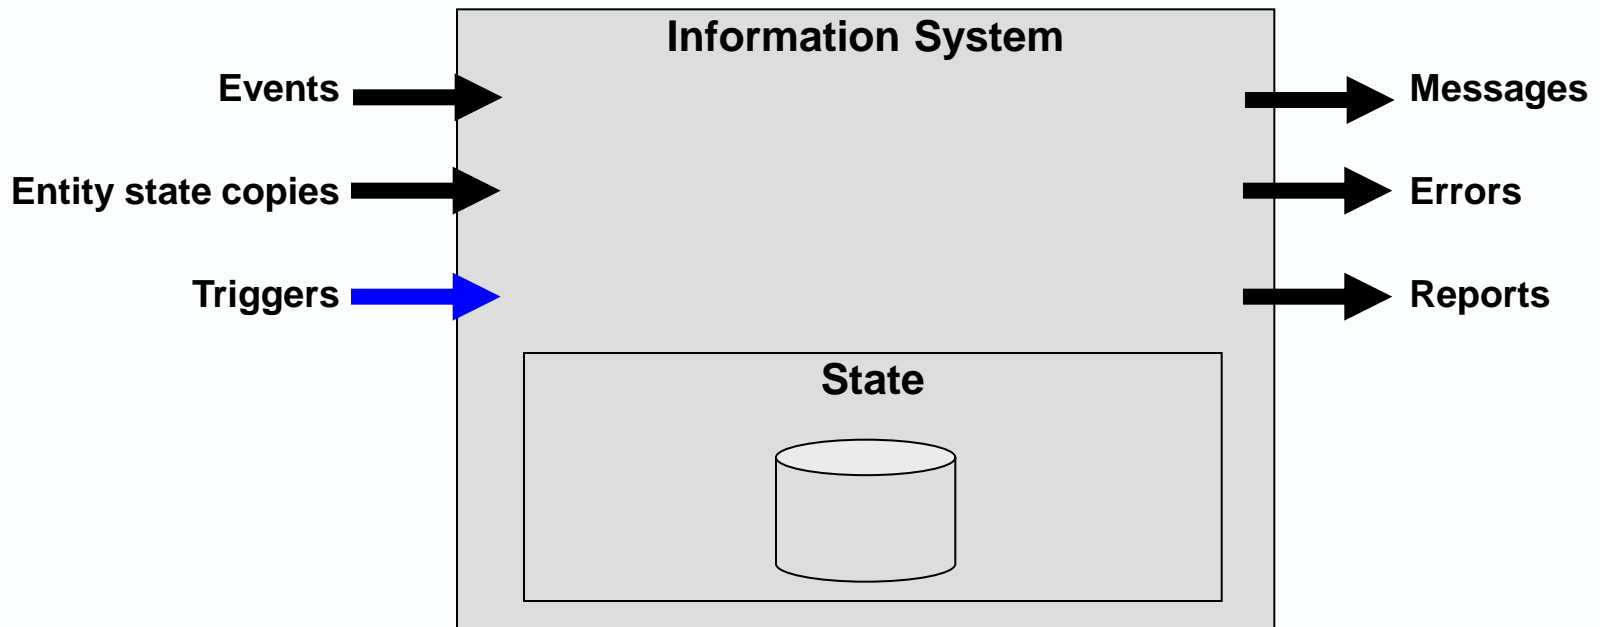 Information System
Events
Messages
Entity state copies
Errors
Triggers
Reports
State